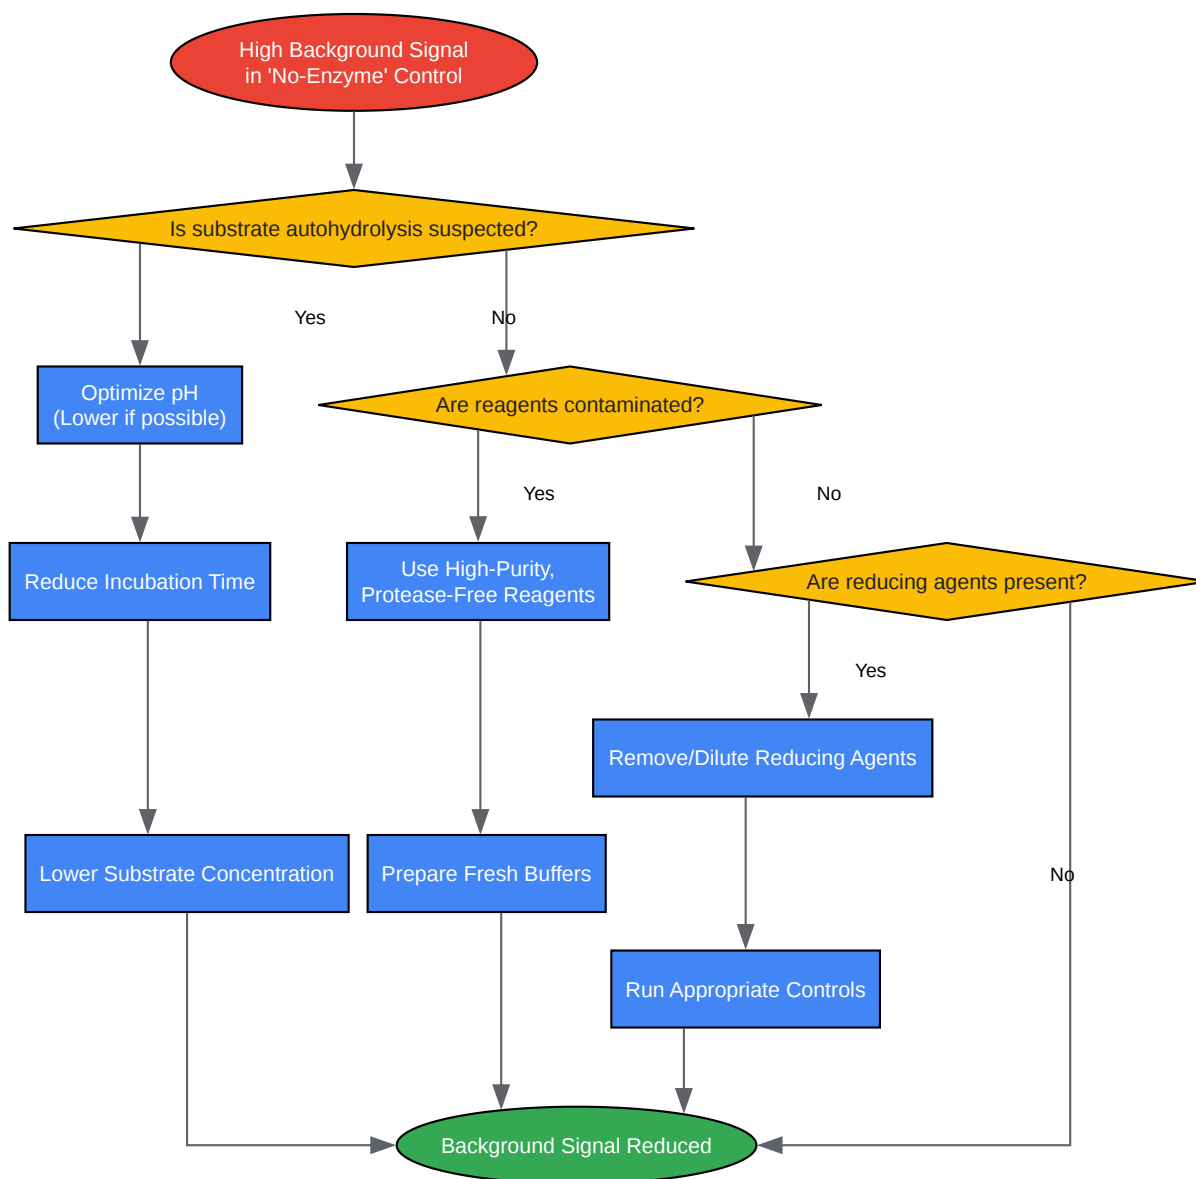 High Background Signal
in 'No-Enzyme' Control
Is substrate autohydrolysis suspected?
Yes
No
Optimize pH
(Lower if possible)
Are reagents contaminated?
Yes
No
Reduce Incubation Time
Use High-Purity,
Protease-Free Reagents
Are reducing agents present?
Yes
Remove/Dilute Reducing Agents
Lower Substrate Concentration
Prepare Fresh Buffers
No
Run Appropriate Controls
Background Signal Reduced